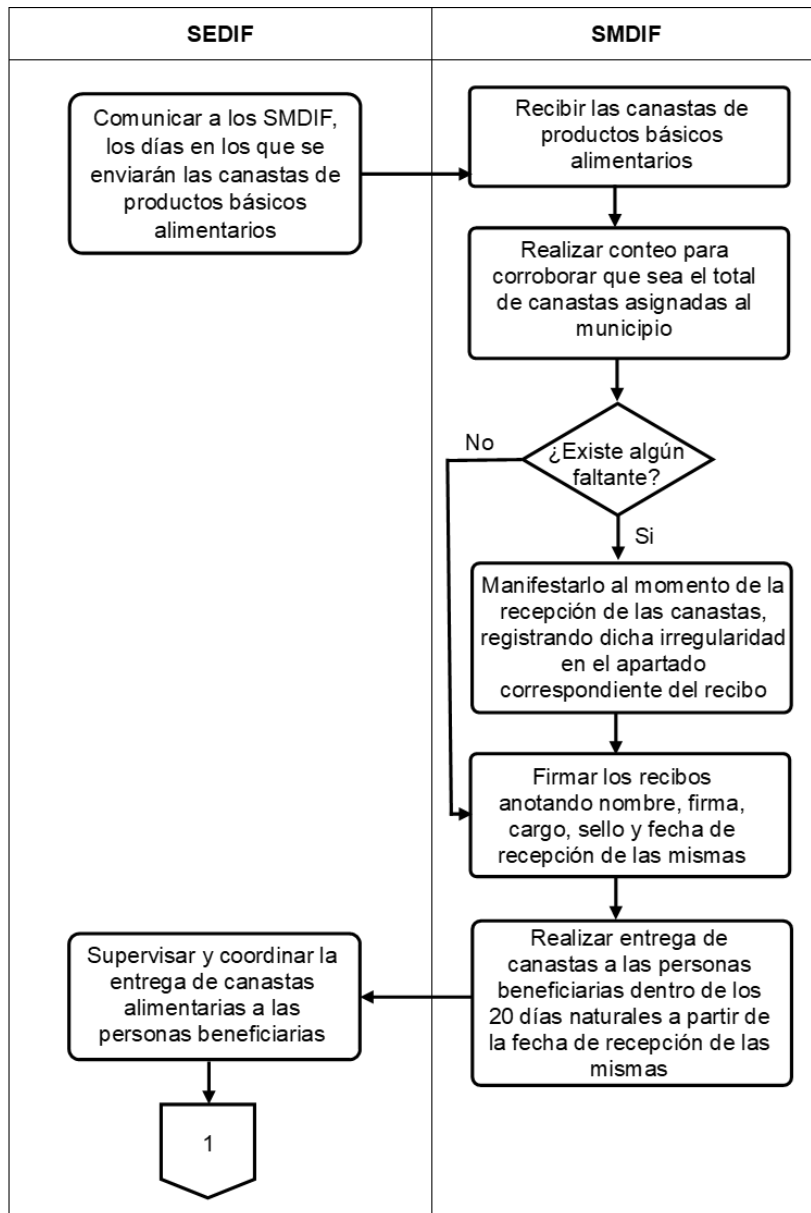 SEDIF
SMDIF
Comunicar a los SMDIF,
los días en los que se
enviarán las canastas de
productos básicos
alimentarios
Recibir las canastas de
productos básicos
alimentarios
Realizar conteo para
corroborar que sea el total
de canastas asignadas al
municipio
¿Existe algún
faltante?
No
Si
Manifestarlo al momento de la
recepción de las canastas,
registrando dicha irregularidad
en el apartado
correspondiente del recibo
Firmar los recibos
anotando nombre, firma,
cargo, sello y fecha de
recepción de las mismas
Realizar entrega de
canastas a las personas
beneficiarias dentro de los
20 días naturales a partir de
la fecha de recepción de las
mismas
Supervisar y coordinar la
entrega de canastas
alimentarias a las
personas beneficiarias
1